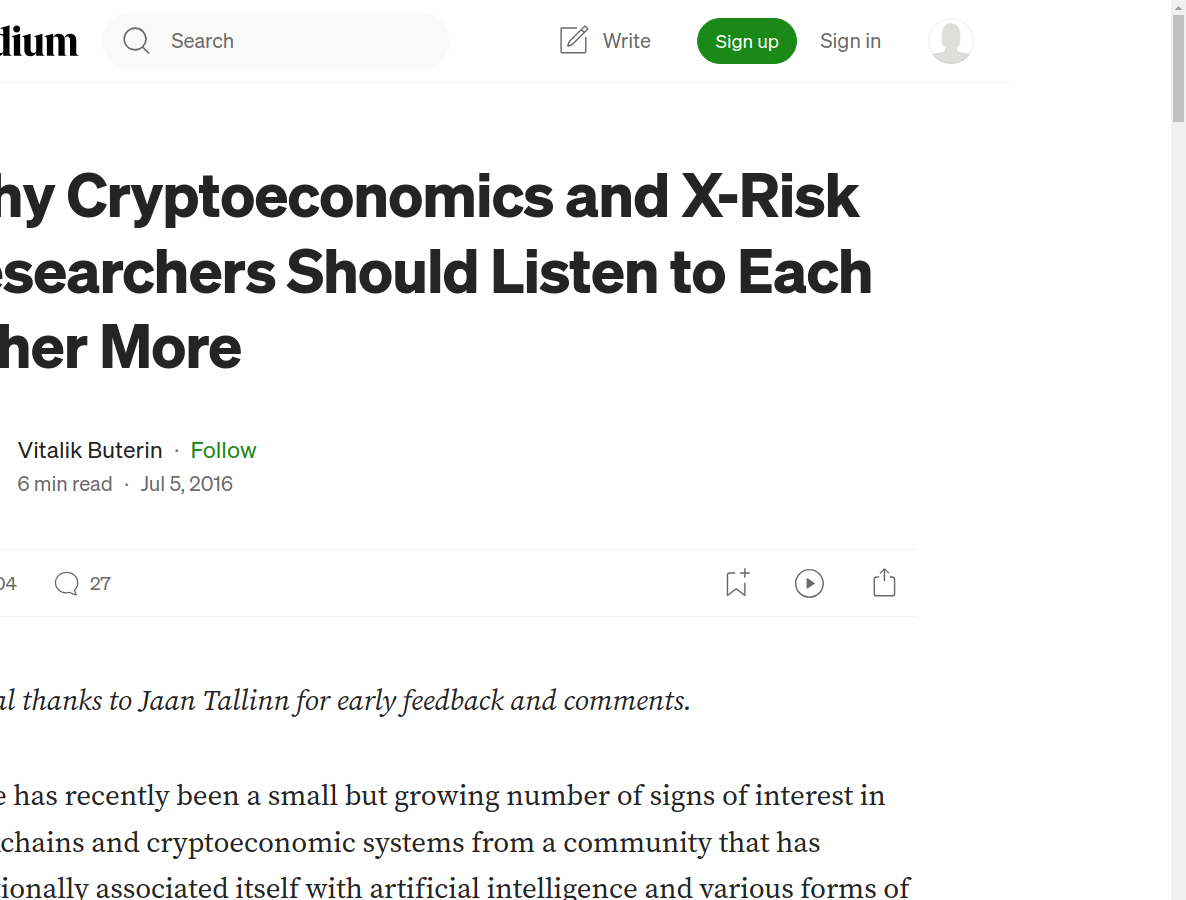 dium
Search
Write
Sign up
Sign in
hy Cryptoeconomics and X-Risk
esearchers Should Listen to Each
her More
Vitalik Buterin · Follow
6 min read · Jul 5, 2016
04
27
al thanks to Jaan Tallinn for early feedback and comments.
e has recently been a small but growing number of signs of interest in
chains and cryptoeconomic systems from a community that has
tionally associated itself with artificial intelligence and various forms of